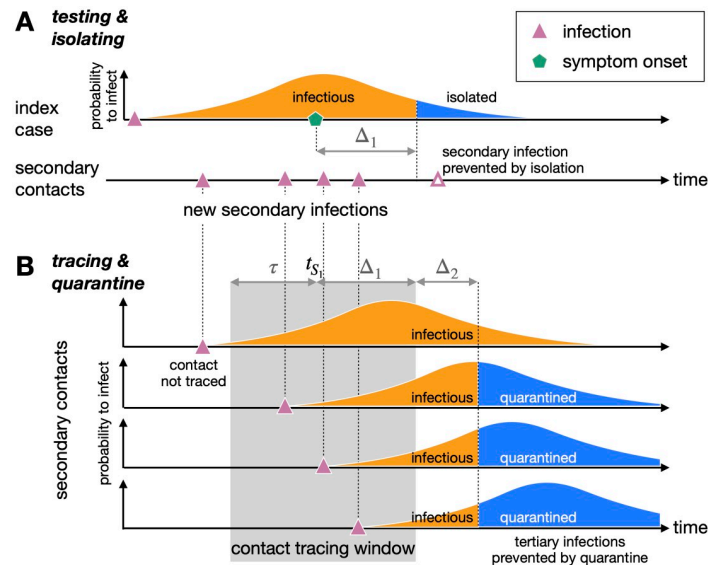 A testing &
isolating
infection
symptom onset
probability
to infect
infectious
isolated
index
case
Δ1
secondary infection
prevented by isolation
secondary
contacts
time
new secondary infections
B tracing &
quarantine
τ
tS1
Δ1
Δ2
infectious
contact
not traced
secondary contacts
probability to infect
infectious
quarantined
infectious
quarantined
infectious
quarantined
time
contact tracing window
tertiary infections
prevented by quarantine